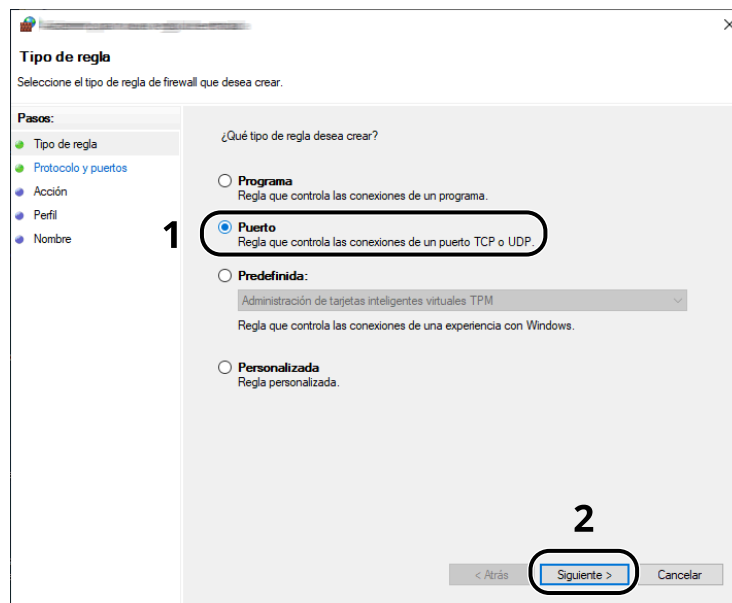 Tipo de regla
Seleccione el tipo de regla de firewall que desea crear.
Pasos:
Tipo de regla
Protocolo y puertos
Acción
Perfil
Nombre
¿Qué tipo de regla desea crear?
Programa
Regla que controla las conexiones de un programa.
1
Puerto
Regla que controla las conexiones de un puerto TCP o UDP.
Predefinida:
Administración de tarjetas inteligentes virtuales TPM
Regla que controla las conexiones de una experiencia con Windows.
Personalizada
Regla personalizada.
2
< Atrás
Siguiente >
Cancelar